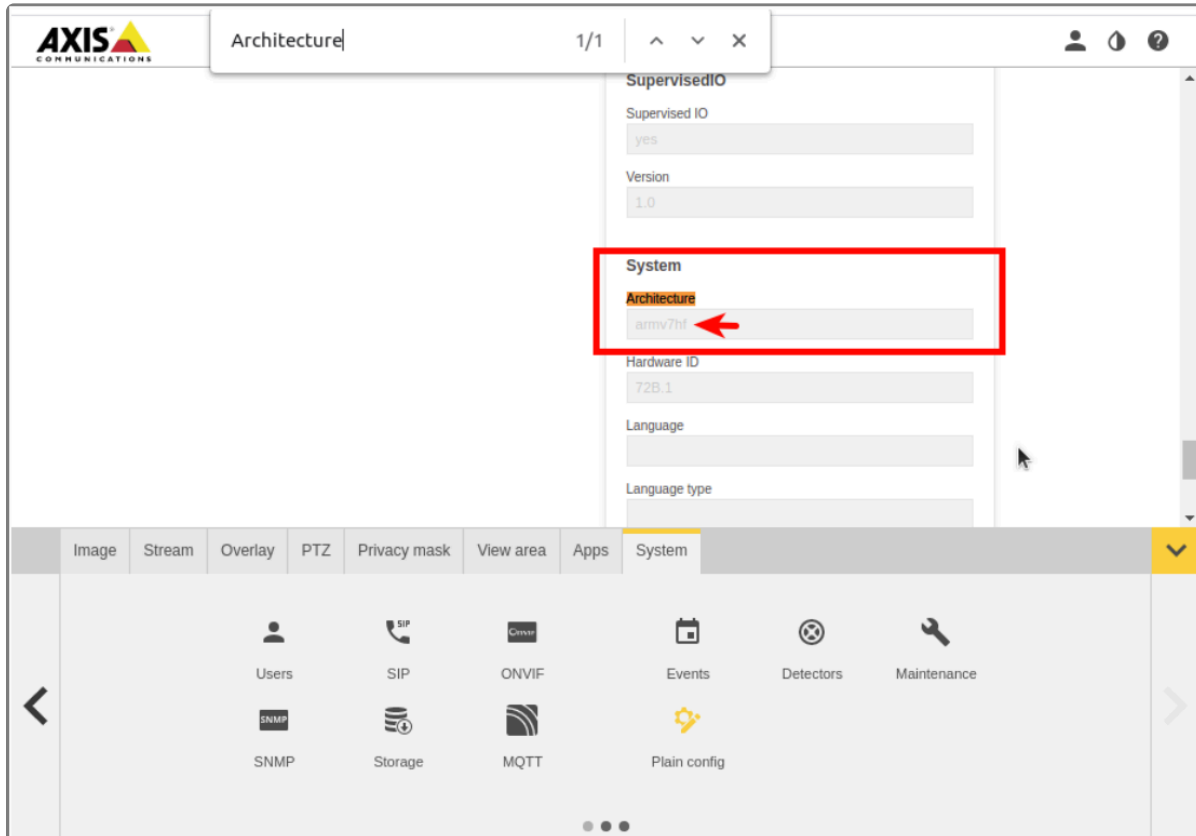 AXIS
COMMUNICATIONS
Architecture
1/1
SupervisedIO
Supervised IO
yes
Version
1.0
System
Architecture
armv7hf
Hardware ID
72B.1
Language
Language type
Image Stream Overlay PTZ Privacy mask View area Apps System
SIP
ONVIF
Users SIP ONVIF Events Detectors Maintenance
SNMP
SNMP Storage MQTT Plain config